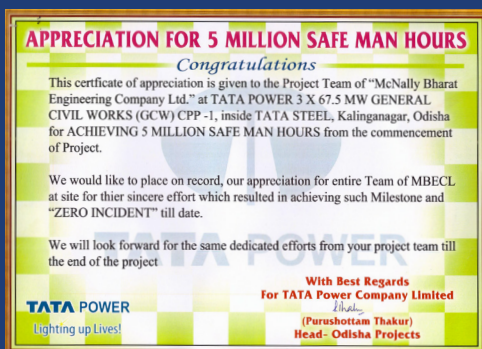 APPRECIATION FOR 5 MILLION SAFE MAN HOURS
Congratulations
This certficate of appreciation is given to the Project Team of “McNally Bharat
Engineering Company Ltd.” at TATA POWER 3 X 67.5 MW GENERAL
CIVIL WORKS (GCW) CPP -1, inside TATA STEEL, Kalinganagar, Odisha
for ACHIEVING 5 MILLION SAFE MAN HOURS from the commencement
of Project.
We would like to place on record, our appreciation for entire Team of MBECL
at site for thier sincere effort which resulted in achieving such Milestone and
“ZERO INCIDENT” till date.
We will look forward for the same dedicated efforts from your project team till
the end of the project
TATA POWER
With Best Regards
For TATA Power Company Limited
(Purushottam Thakur)
Head- Odisha Projects
TATA POWER
Lighting up Lives!